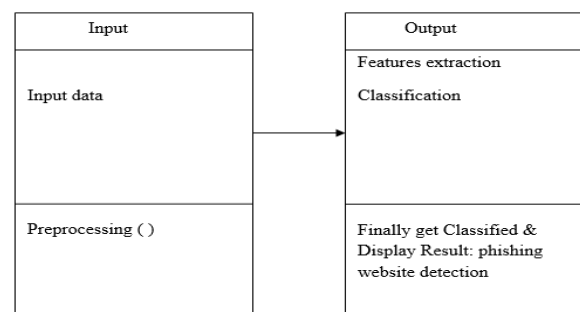 Input
Input data
Preprocessing ( )
Output
Features extraction
Classification
Finally get Classified &
Display Result: phishing
website detection